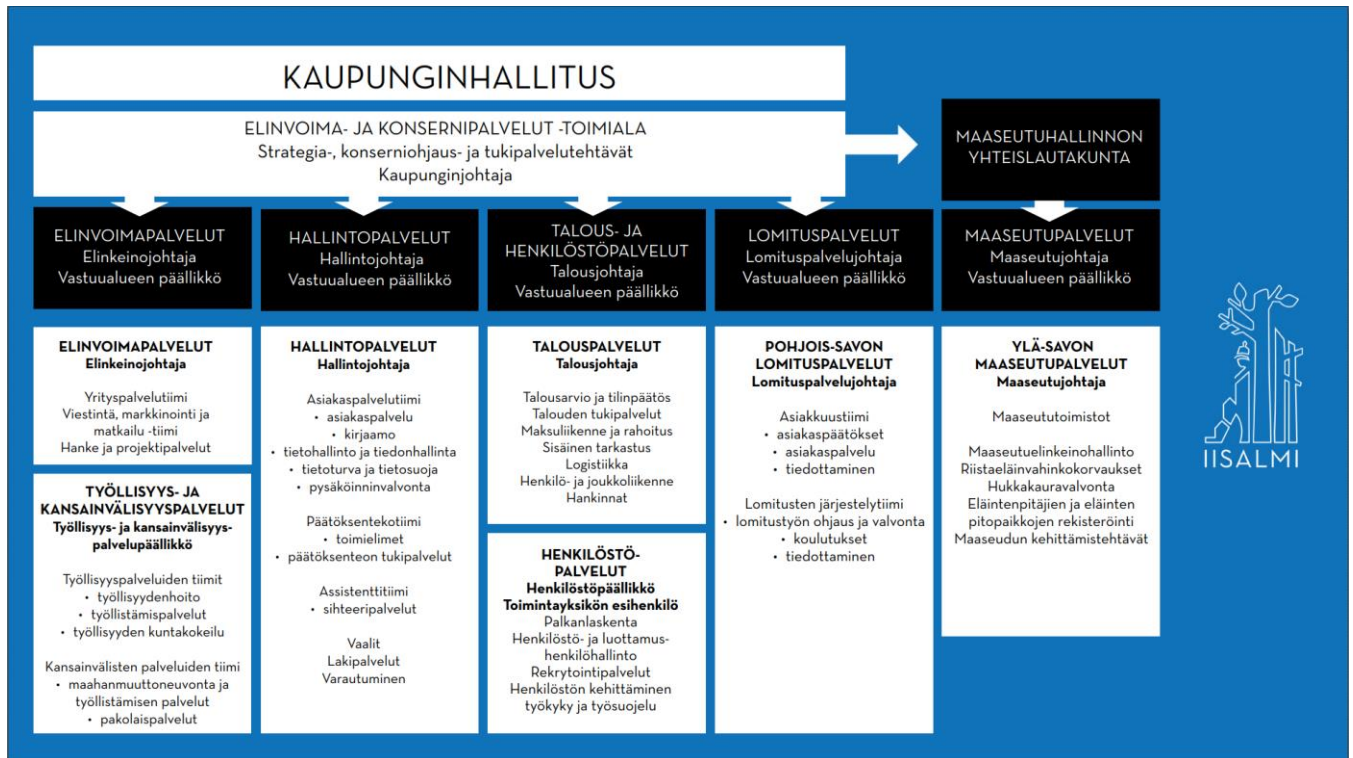 KAUPUNGINHALLITUS
ELINVOIMA- JA KONSERNIPALVELUT -TOIMIALA
Strategia-, konserniohjaus- ja tukipalvelutehtävät
Kaupunginjohtaja
MAASEUTUHALLINNON
YHTEISLAUTAKUNTA
ELINVOIMAPALVELUT
Elinkeinojohtaja
Vastuualueen päällikkö
HALLINTOPALVELUT
Hallintojohtaja
Vastuualueen päällikkö
TALOUS- JA
HENKILÖSTÖPALVELUT
Talousjohtaja
Vastuualueen päällikkö
LOMITUSPALVELUT
Lomituspalvelujohtaja
Vastuualueen päällikkö
MAASEUTUPALVELUT
Maaseutujohtaja
Vastuualueen päällikkö
ELINVOIMAPALVELUT
Elinkeinojohtaja
Yrityspalvelutiimi
Viestintä, markkinointi ja
matkailu -tiimi
Hanke ja projektipalvelut
TYÖLLISYYS- JA
KANSAINVÄLISYYSPALVELUT
Työllisyys- ja kansainvälisyys-
palvelupäällikkö
Työllisyyspalveluiden tiimit
• työllisyydenhoito
• työllistämispalvelut
• työllisyyden kuntakokeilu
Kansainvälisten palveluiden tiimi
• maahanmuuttoneuvonta ja
työllistämisen palvelut
• pakolaispalvelut
HALLINTOPALVELUT
Hallintojohtaja
Asiakaspalvelutiimi
• asiakaspalvelu
• kirjaamo
• tietohallinto ja tiedonhallinta
• tietoturva ja tietosuoja
• pysäköinninvalvonta
Päätöksentekotiimi
• toimielimet
• päätöksenteon tukipalvelut
Assistenttitiimi
• sihteeripalvelut
Vaalit
Lakipalvelut
Varautuminen
TALOUSPALVELUT
Talousjohtaja
Talousarvio ja tilinpäätös
Talouden tukipalvelut
Maksuliikenne ja rahoitus
Sisäinen tarkastus
Logistiikka
Henkilö- ja joukkoliikenne
Hankinnat
HENKILÖSTÖ-
PALVELUT
Henkilöstöpäällikkö
Toimintayksikön esihenkilö
Palkanlaskenta
Henkilöstö- ja luottamus-
henkilöhallinto
Rekrytointipalvelut
Henkilöstön kehittäminen
työkyky ja työsuojelu
POHJOIS-SAVON
LOMITUSPALVELUT
Lomituspalvelujohtaja
Asiakkuustiimi
• asiakaspäätökset
• asiakaspalvelu
• tiedottaminen
Lomitusten järjestelytiimi
• lomitustyön ohjaus ja valvonta
• koulutukset
• tiedottaminen
YLÄ-SAVON
MAASEUTUPALVELUT
Maaseutujohtaja
Maaseututoimistot
Maaseutuelinkeinohallinto
Riistaeläinvahinkokorvaukset
Hukkakauravalvonta
Eläintenpitäjien ja eläinten
pitopaikkojen rekisteröinti
Maaseudun kehittämistehtävät
IISALMI